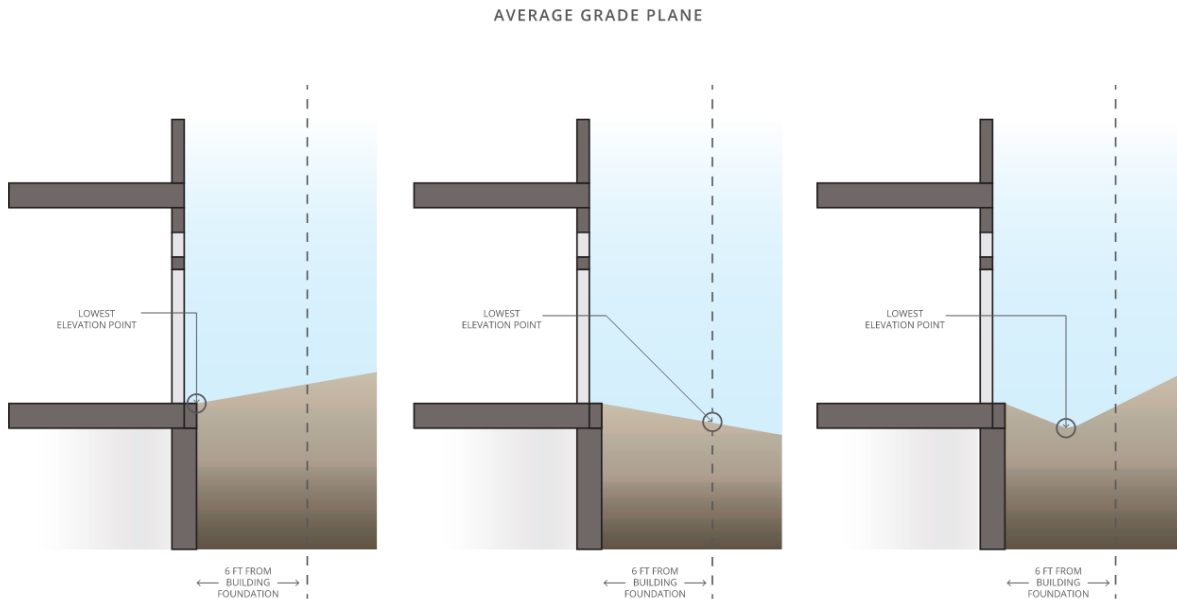 AVERAGE GRADE PLANE
LOWEST
ELEVATION POINT
LOWEST
ELEVATION POINT
LOWEST
ELEVATION POINT
6 FT FROM
BUILDING
FOUNDATION
6 FT FROM
BUILDING
FOUNDATION
6 FT FROM
BUILDING
FOUNDATION